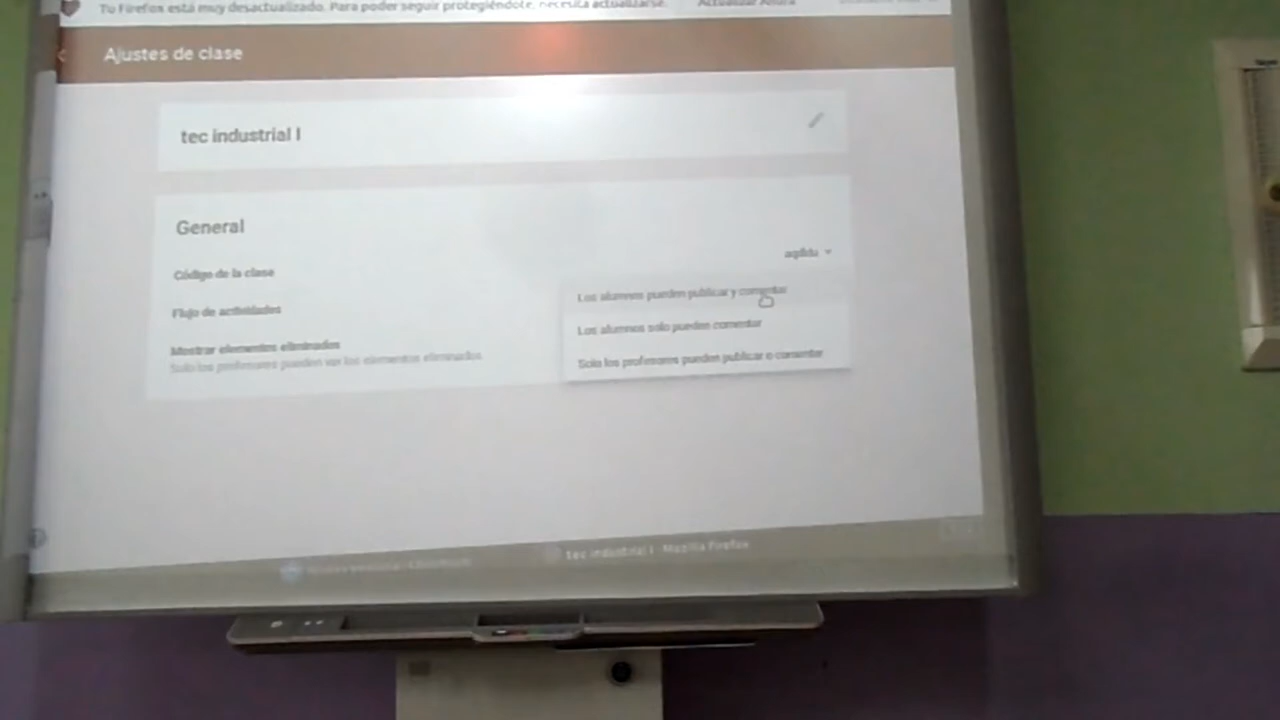 Tu Firefox está muy desactualizado. Para poder seguir protegiéndote, necesita actualizarse. Actualizar Ahora
Ajustes de clase
tec industrial I
General
Código de la clase
Flujo de actividades
Los alumnos pueden publicar y comentar
Los alumnos solo pueden comentar
Mostrar elementos eliminados
Solo los profesores pueden ver los elementos eliminados
Solo los profesores pueden publicar o comentar
tec industrial I - Mozilla Firefox